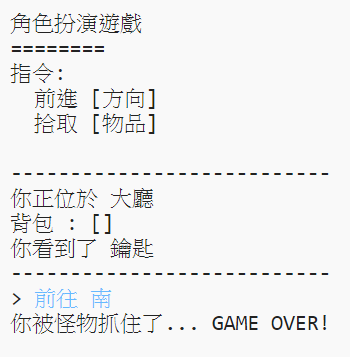 角色扮演遊戲
========
指令:
  前進 [方向]
  拾取 [物品]
---------------------------
你正位於 大廳
背包 : []
你看到了 鑰匙
---------------------------
> 前往 南
你被怪物抓住了... GAME OVER!